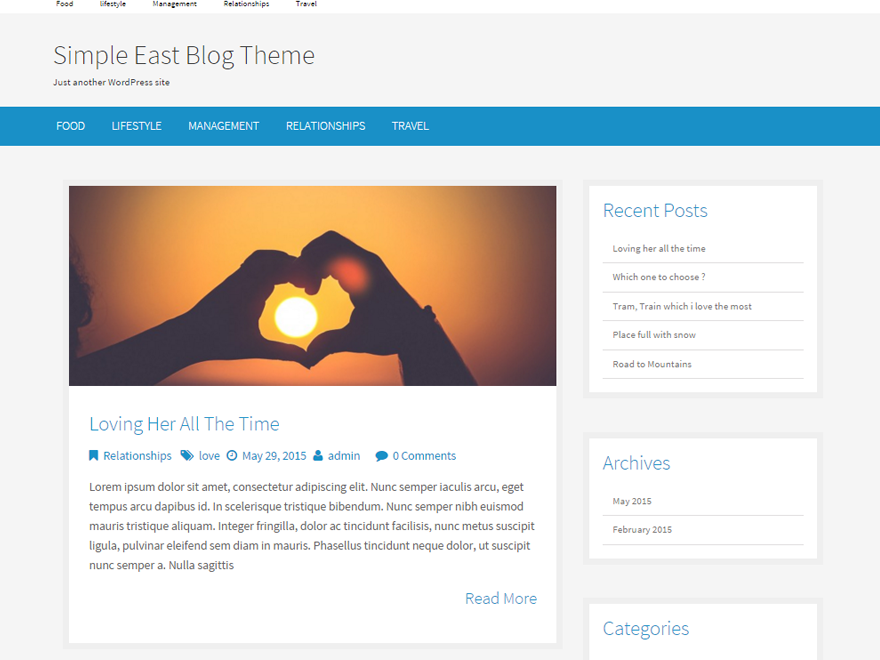 Food lifestyle Management Relationships Travel
Simple East Blog Theme
Just another WordPress site
FOOD LIFESTYLE MANAGEMENT RELATIONSHIPS TRAVEL
Loving Her All The Time
Relationships love May 29, 2015 admin 0 Comments
Lorem ipsum dolor sit amet, consectetur adipiscing elit. Nunc semper iaculis arcu, eget
tempus arcu dapibus id. In scelerisque tristique bibendum. Nunc semper nibh euismod
mauris tristique aliquam. Integer fringilla, dolor ac tincidunt facilisis, nunc metus suscipit
ligula, pulvinar eleifend sem diam in mauris. Phasellus tincidunt neque dolor, ut suscipit
nunc semper a. Nulla sagittis
Read More
Recent Posts
Loving her all the time
Which one to choose ?
Tram, Train which i love the most
Place full with snow
Road to Mountains
Archives
May 2015
February 2015
Categories